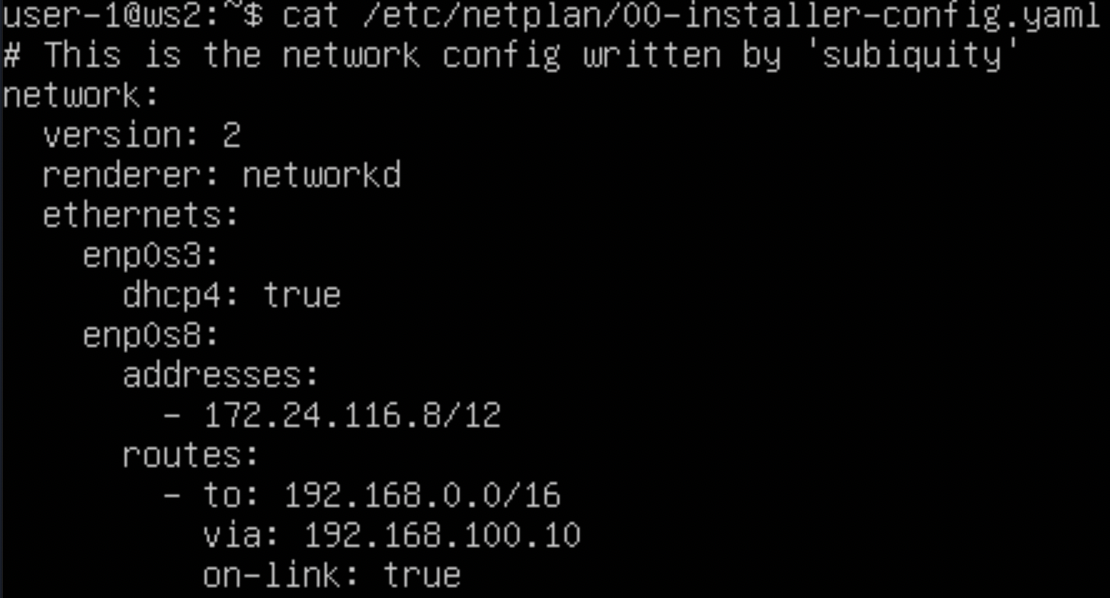 user-1@ws2:~$ cat /etc/netplan/00-installer-config.yaml
# This is the network config written by 'subiquity'
network:
  version: 2
  renderer: networkd
  ethernets:
    enp0s3:
      dhcp4: true
    enp0s8:
      addresses:
        - 172.24.116.8/12
      routes:
        - to: 192.168.0.0/16
          via: 192.168.100.10
          on-link: true